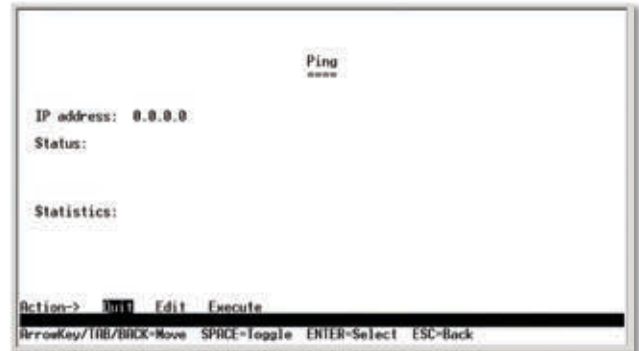 Ping
====
IP address: 0.0.0.0
Status:
Statistics:
Action-> Quit Edit Execute
ArrowKey/TAB/BACK=Move SPACE=Toggle ENTER=Select ESC=Back